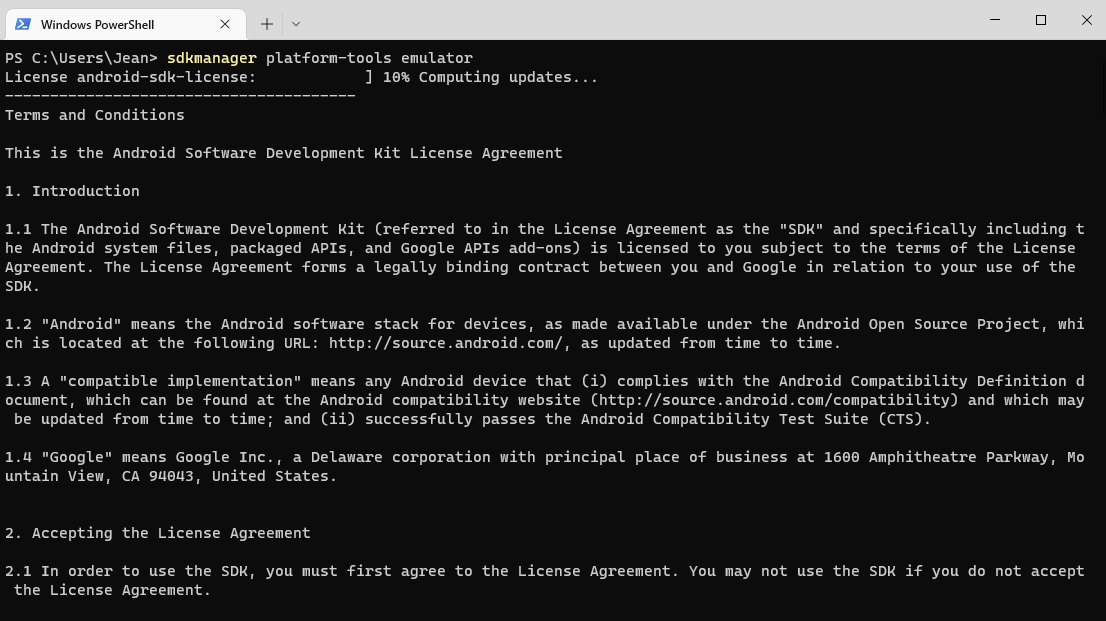 Windows PowerShell
PS C:\Users\Jean> sdkmanager platform-tools emulator
License android-sdk-license:            ] 10% Computing updates...
---------------------------------------
Terms and Conditions
This is the Android Software Development Kit License Agreement
1. Introduction
1.1 The Android Software Development Kit (referred to in the License Agreement as the "SDK" and specifically including t
he Android system files, packaged APIs, and Google APIs add-ons) is licensed to you subject to the terms of the License
Agreement. The License Agreement forms a legally binding contract between you and Google in relation to your use of the
SDK.
1.2 "Android" means the Android software stack for devices, as made available under the Android Open Source Project, whi
ch is located at the following URL: http://source.android.com/, as updated from time to time.
1.3 A "compatible implementation" means any Android device that (i) complies with the Android Compatibility Definition d
ocument, which can be found at the Android compatibility website (http://source.android.com/compatibility) and which may
 be updated from time to time; and (ii) successfully passes the Android Compatibility Test Suite (CTS).
1.4 "Google" means Google Inc., a Delaware corporation with principal place of business at 1600 Amphitheatre Parkway, Mo
untain View, CA 94043, United States.
2. Accepting the License Agreement
2.1 In order to use the SDK, you must first agree to the License Agreement. You may not use the SDK if you do not accept
 the License Agreement.